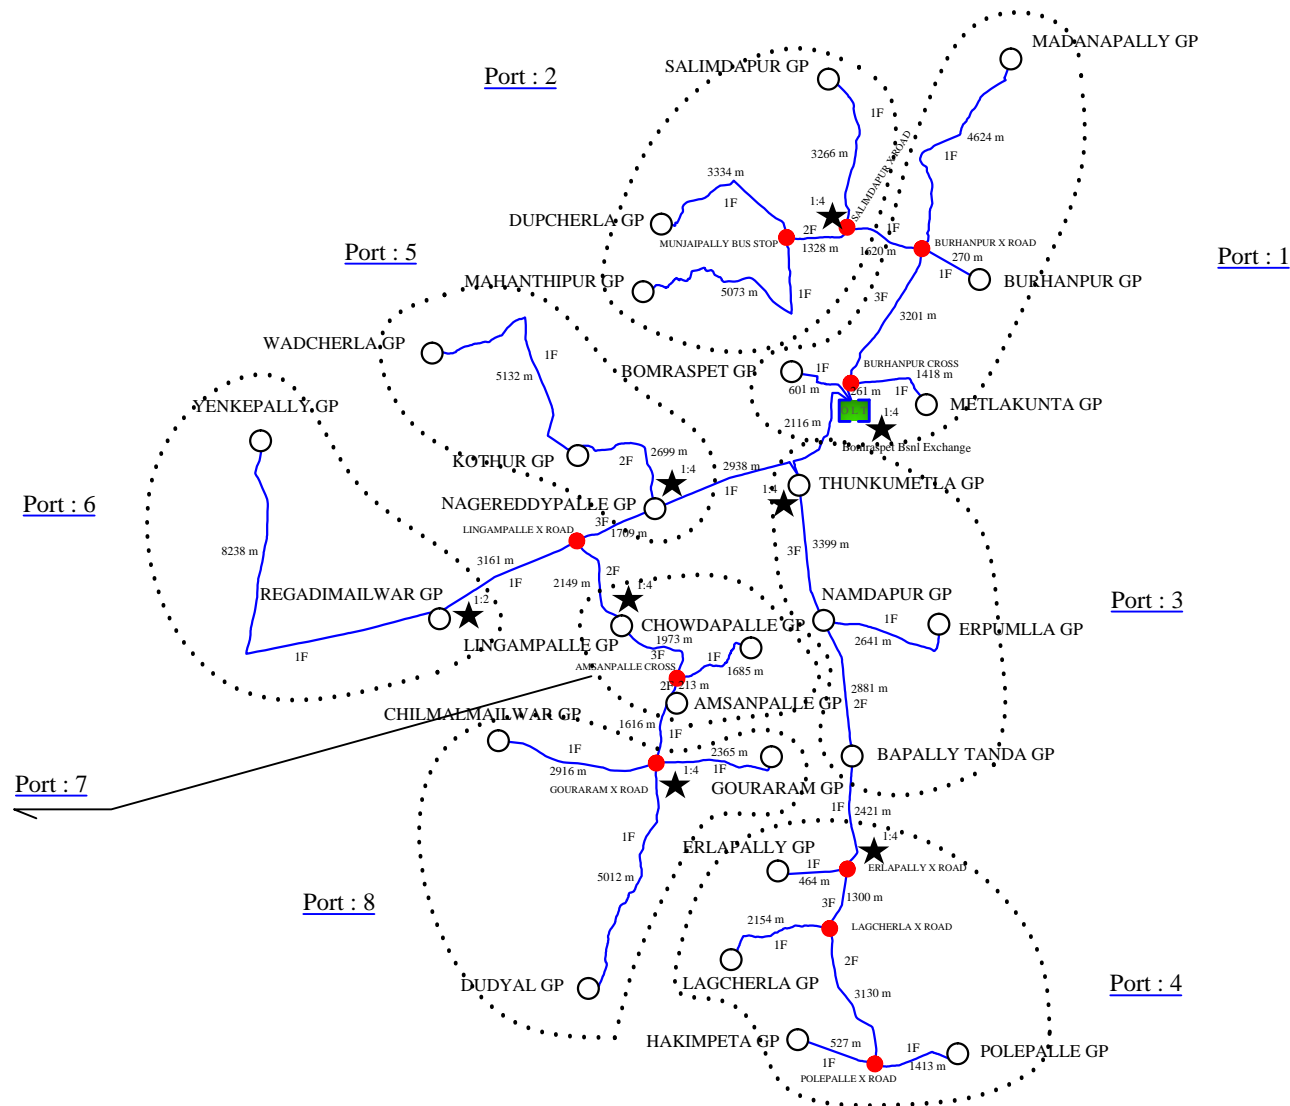 MADANAPALLY GP
SALIMDAPUR GP
Port : 2
1F
4624 m
1F
3266 m
1F
SALIMDAPUR X ROAD
3334 m
1F
1:4
DUPCHERLA GP
2F
1328 m
MUNJAIPALLY BUS STOP
1F
1620 m
BURHANPUR X ROAD
270 m
1F
BURHANPUR GP
Port : 1
Port : 5
MAHANTHIPUR GP
5073 m
1F
3F
3201 m
WADCHERLA GP
1F
5132 m
BOMRASPET GP
1F
601 m
BURHANPUR CROSS
1418 m
261 m
1F
METLAKUNTA GP
OLT
1:4
Bomraspet Bsnl Exchange
2116 m
YENKEPALLY GP
KOTHUR GP
2F
2699 m
1:4
2938 m
1F
NAGEREDDYPALLE GP
THUNKUMETLA GP
1:4
Port : 6
LINGAMPALLE X ROAD
3F
1709 m
8238 m
3161 m
1F
2149 m
2F
1:4
3399 m
3F
REGADIMAILWAR GP
1:2
1F
LINGAMPALLE GP
CHOWDAPALLE GP
NAMDAPUR GP
1F
2641 m
ERPUMLLA GP
Port : 3
1973 m
3F
AMSANPALLE CROSS
1F
1685 m
2F
213 m
AMSANPALLE GP
2881 m
2F
CHILMALMAILWAR GP
1616 m
1F
1F
2916 m
2365 m
1F
1:4
GOURARAM X ROAD
GOURARAM GP
BAPALLY TANDA GP
Port : 7
1F
2421 m
1F
5012 m
ERLAPALLY GP
1F
464 m
1:4
ERLAPALLY X ROAD
1300 m
3F
Port : 8
2154 m
1F
LAGCHERLA X ROAD
DUDYAL GP
LAGCHERLA GP
2F
3130 m
Port : 4
HAKIMPETA GP
527 m
1F
1F
1413 m
POLEPALLE GP
POLEPALLE X ROAD